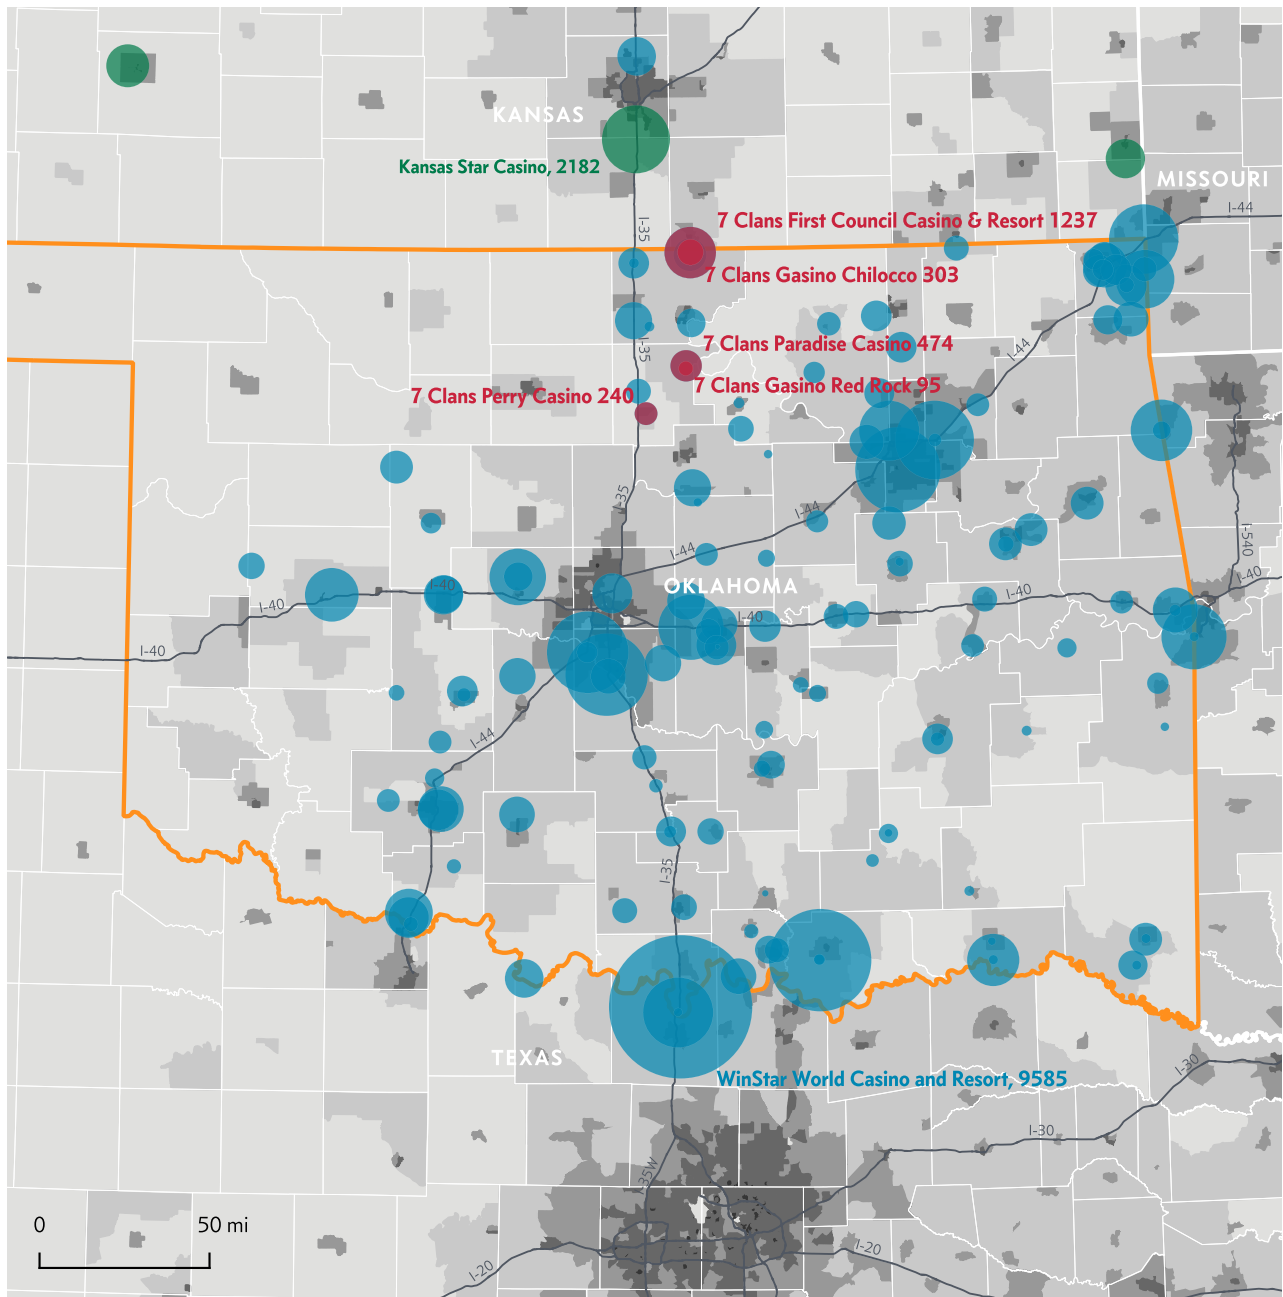 KANSAS
Kansas Star Casino, 2182
MISSOURI
I-44
7 Clans First Council Casino & Resort 1237
I-35
7 Clans Gasino Chilocco 303
7 Clans Paradise Casino 474
I-35
I-44
7 Clans Gasino Red Rock 95
7 Clans Perry Casino 240
I-35
I-44
I-44
I-540
OKLAHOMA
I-40
I-40
I-40
I-40
I-40
I-40
I-44
I-35
TEXAS
WinStar World Casino and Resort, 9585
I-30
I-30
I-35W
0 50 mi
I-20
I-20